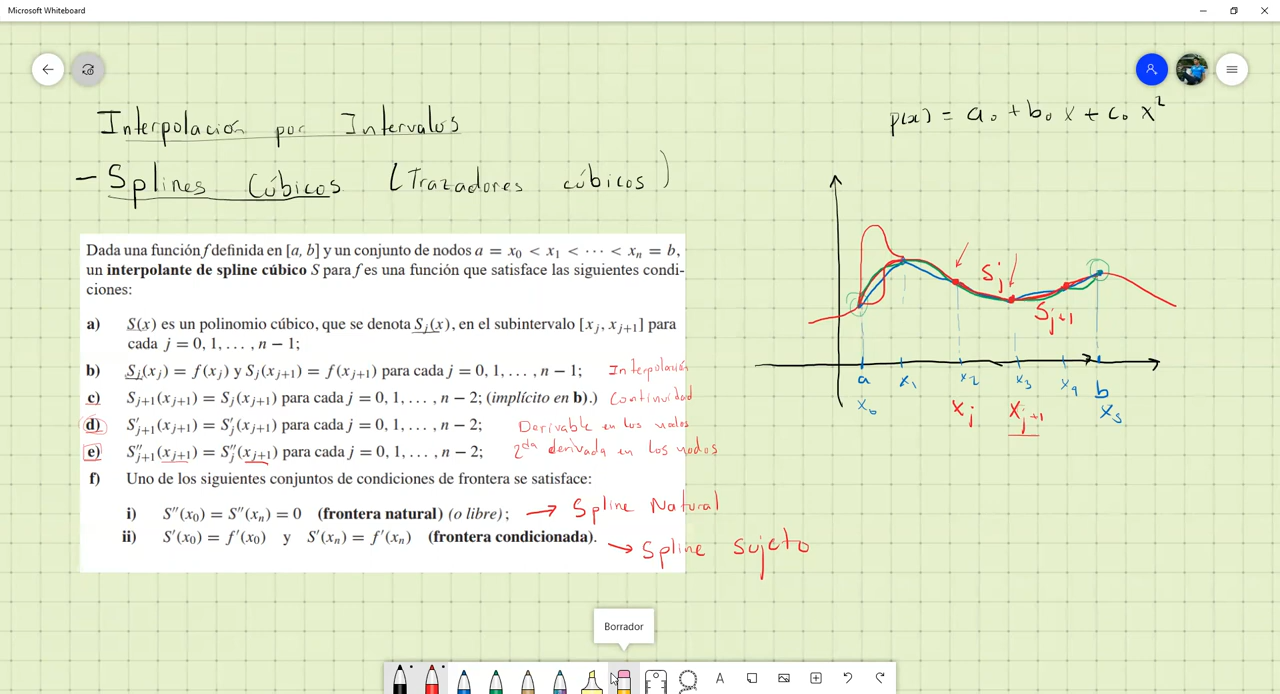 Microsoft Whiteboard
Interpolación por Intervalos
p(x) = a₀ + b₀ x + c₀ x²
- Splines Cúbicos (Trazadores cúbicos)
Dada una función f definida en [a, b] y un conjunto de nodos a = x₀ < x₁ < ··· < xₙ = b,
un interpolante de spline cúbico S para f es una función que satisface las siguientes condi-
ciones:
a) S(x) es un polinomio cúbico, que se denota Sⱼ(x), en el subintervalo [xⱼ, xⱼ₊₁] para
cada j = 0, 1, . . . , n − 1;
b) Sⱼ(xⱼ) = f(xⱼ) y Sⱼ(xⱼ₊₁) = f(xⱼ₊₁) para cada j = 0, 1, . . . , n − 1; Interpolación
c) Sⱼ₊₁(xⱼ₊₁) = Sⱼ(xⱼ₊₁) para cada j = 0, 1, . . . , n − 2; (implícito en b).) Continuidad
d) S′ⱼ₊₁(xⱼ₊₁) = S′ⱼ(xⱼ₊₁) para cada j = 0, 1, . . . , n − 2; Derivable en los nodos
e) S″ⱼ₊₁(xⱼ₊₁) = S″ⱼ(xⱼ₊₁) para cada j = 0, 1, . . . , n − 2; 2da derivada en los nodos
f) Uno de los siguientes conjuntos de condiciones de frontera se satisface:
i) S″(x₀) = S″(xₙ) = 0 (frontera natural) (o libre); → Spline Natural
ii) S′(x₀) = f′(x₀) y S′(xₙ) = f′(xₙ) (frontera condicionada). → Spline sujeto
Sⱼ
Sⱼ₊₁
a x₁ x₂ x₃ x₄ b
x₀ xⱼ xⱼ₊₁ x₅
Borrador
A